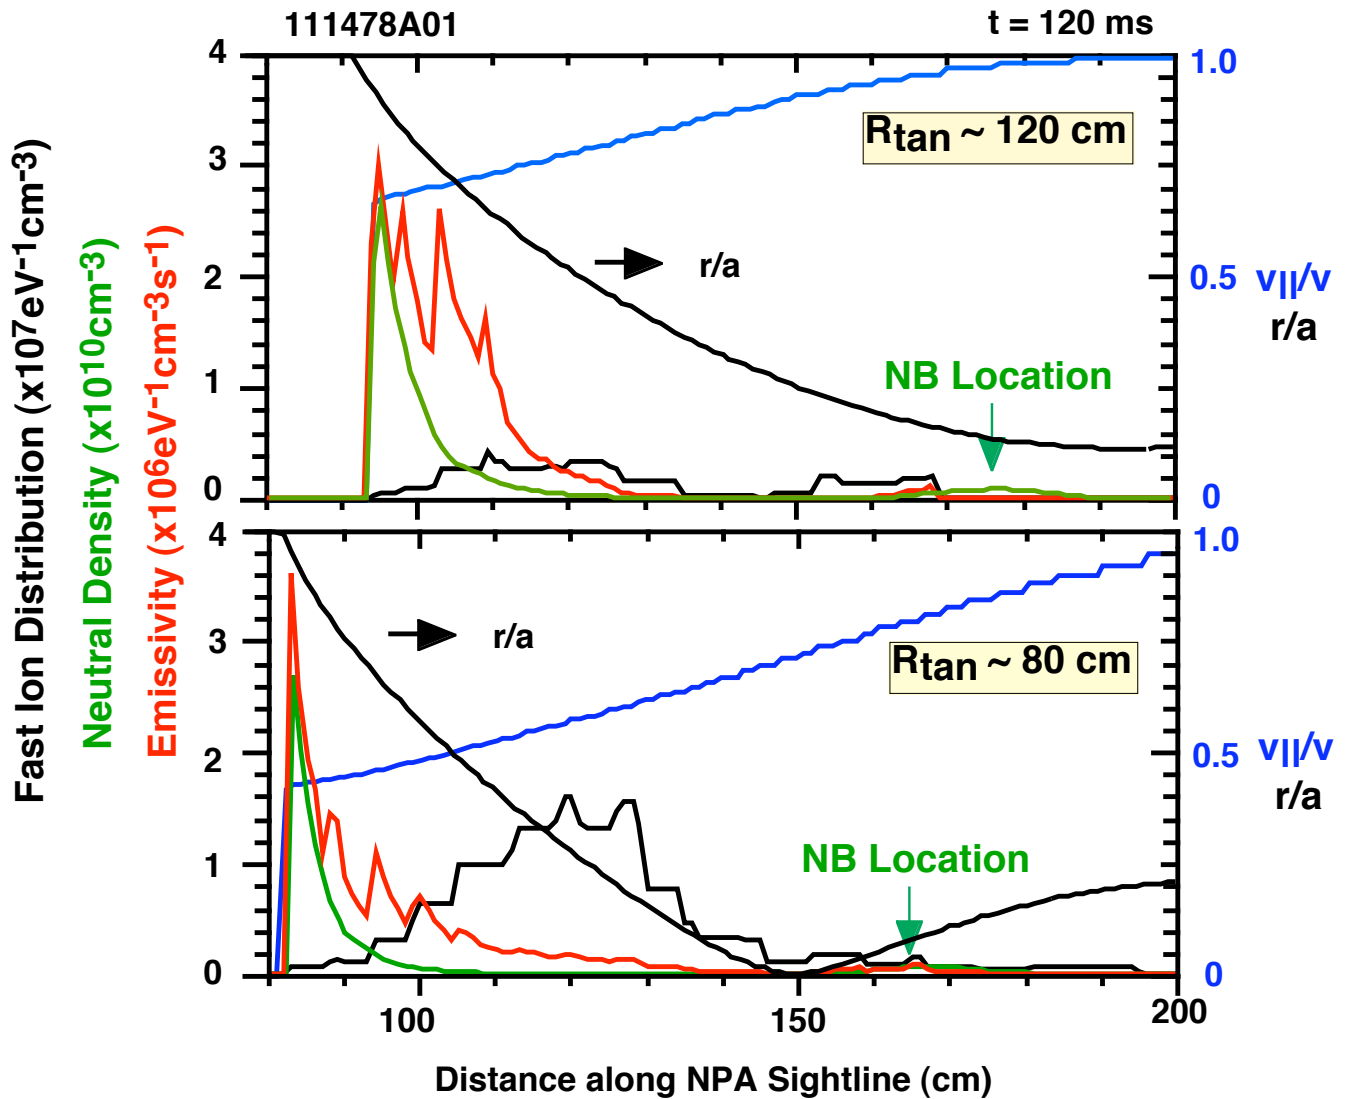 111478A01
t = 120 ms
Fast Ion Distribution (x10⁷eV⁻¹cm⁻³)
Neutral Density (x10¹⁰cm⁻³)
Emissivity (x10⁶eV⁻¹cm⁻³s⁻¹)
4
3
2
1
0
1.0
0.5
0
v||/v
r/a
Rtan ~ 120 cm
r/a
NB Location
4
3
2
1
0
1.0
0.5
0
v||/v
r/a
Rtan ~ 80 cm
r/a
NB Location
100
150
200
Distance along NPA Sightline (cm)